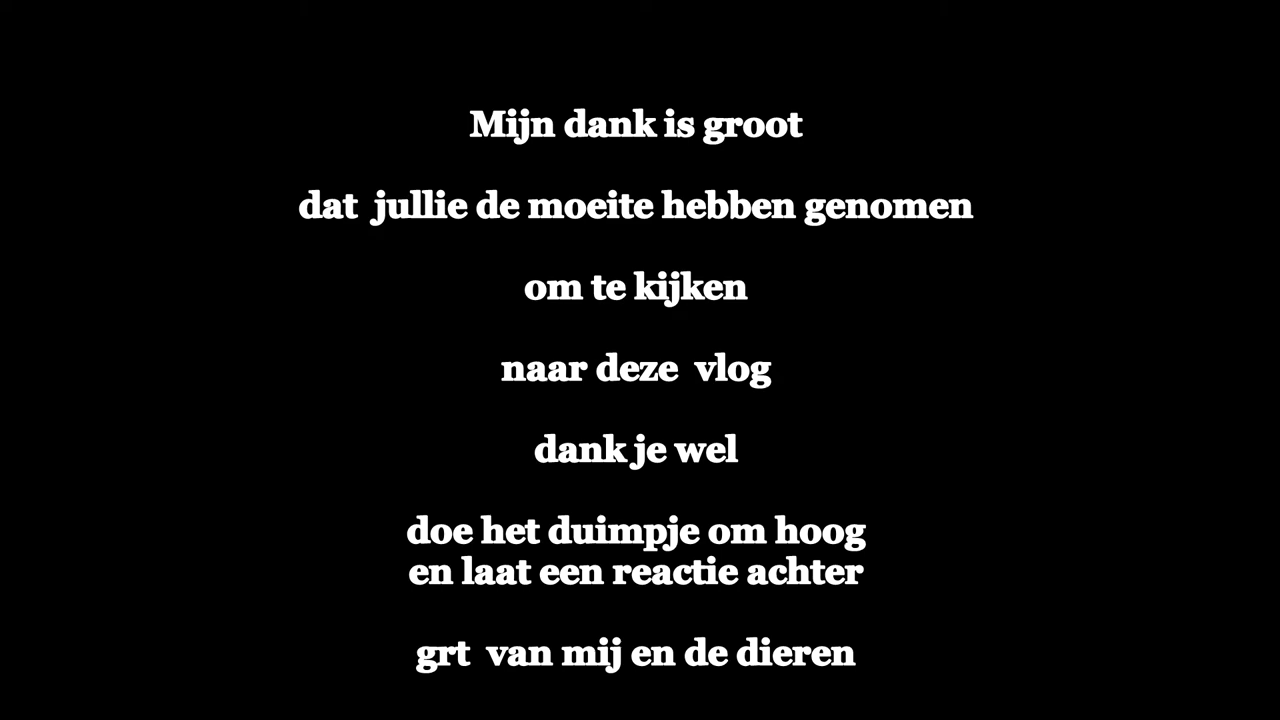 Mijn dank is groot
dat jullie de moeite hebben genomen
om te kijken
naar deze vlog
dank je wel
doe het duimpje om hoog
en laat een reactie achter
grt van mij en de dieren